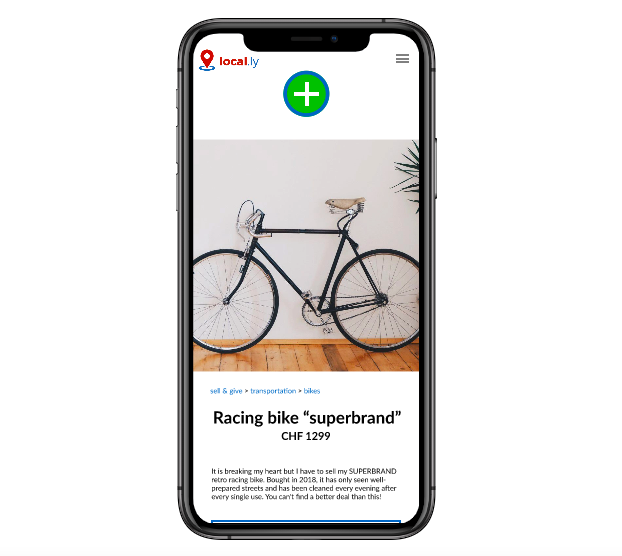 local.ly
sell & give > transportation > bikes
Racing bike “superbrand”
CHF 1299
It is breaking my heart but I have to sell my SUPERBRAND
retro racing bike. Bought in 2018, it has only seen well-
prepared streets and has been cleaned every evening after
every single use. You can't find a better deal than this!